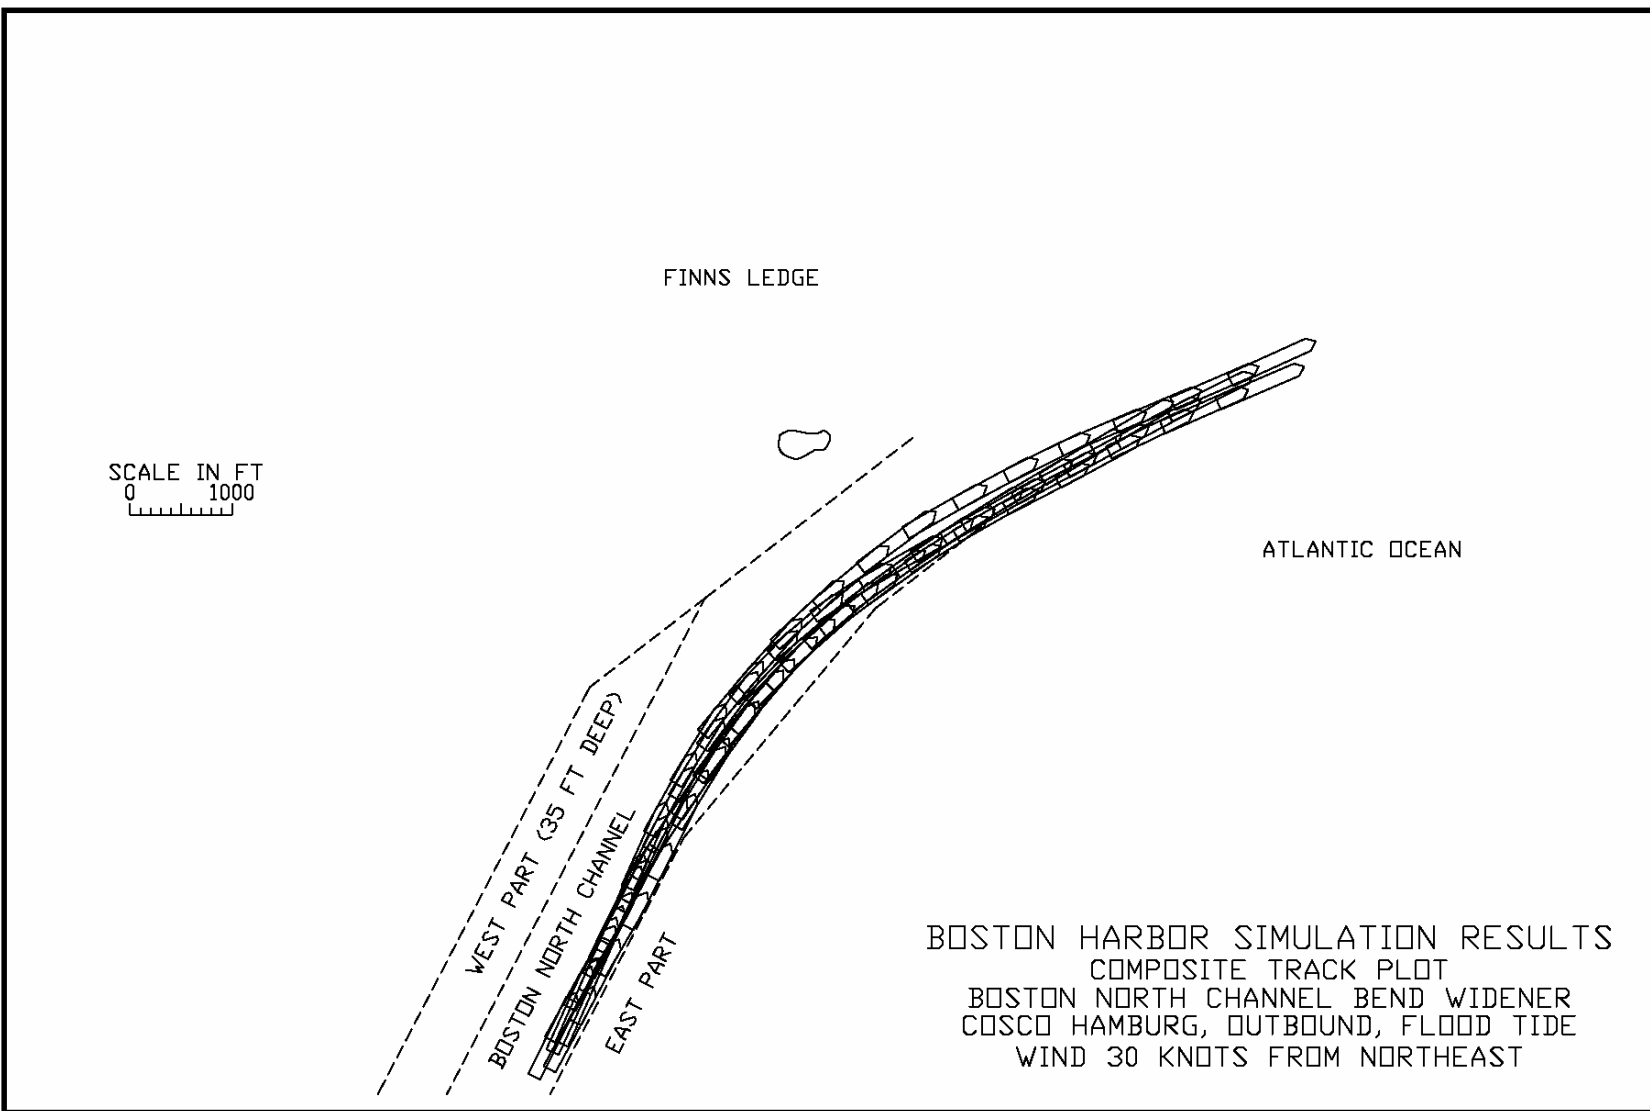 FINNS LEDGE
SCALE IN FT
0 1000
ATLANTIC OCEAN
WEST PART (35 FT DEEP)
BOSTON NORTH CHANNEL
EAST PART
BOSTON HARBOR SIMULATION RESULTS
COMPOSITE TRACK PLOT
BOSTON NORTH CHANNEL BEND WIDENER
COSCO HAMBURG, OUTBOUND, FLOOD TIDE
WIND 30 KNOTS FROM NORTHEAST